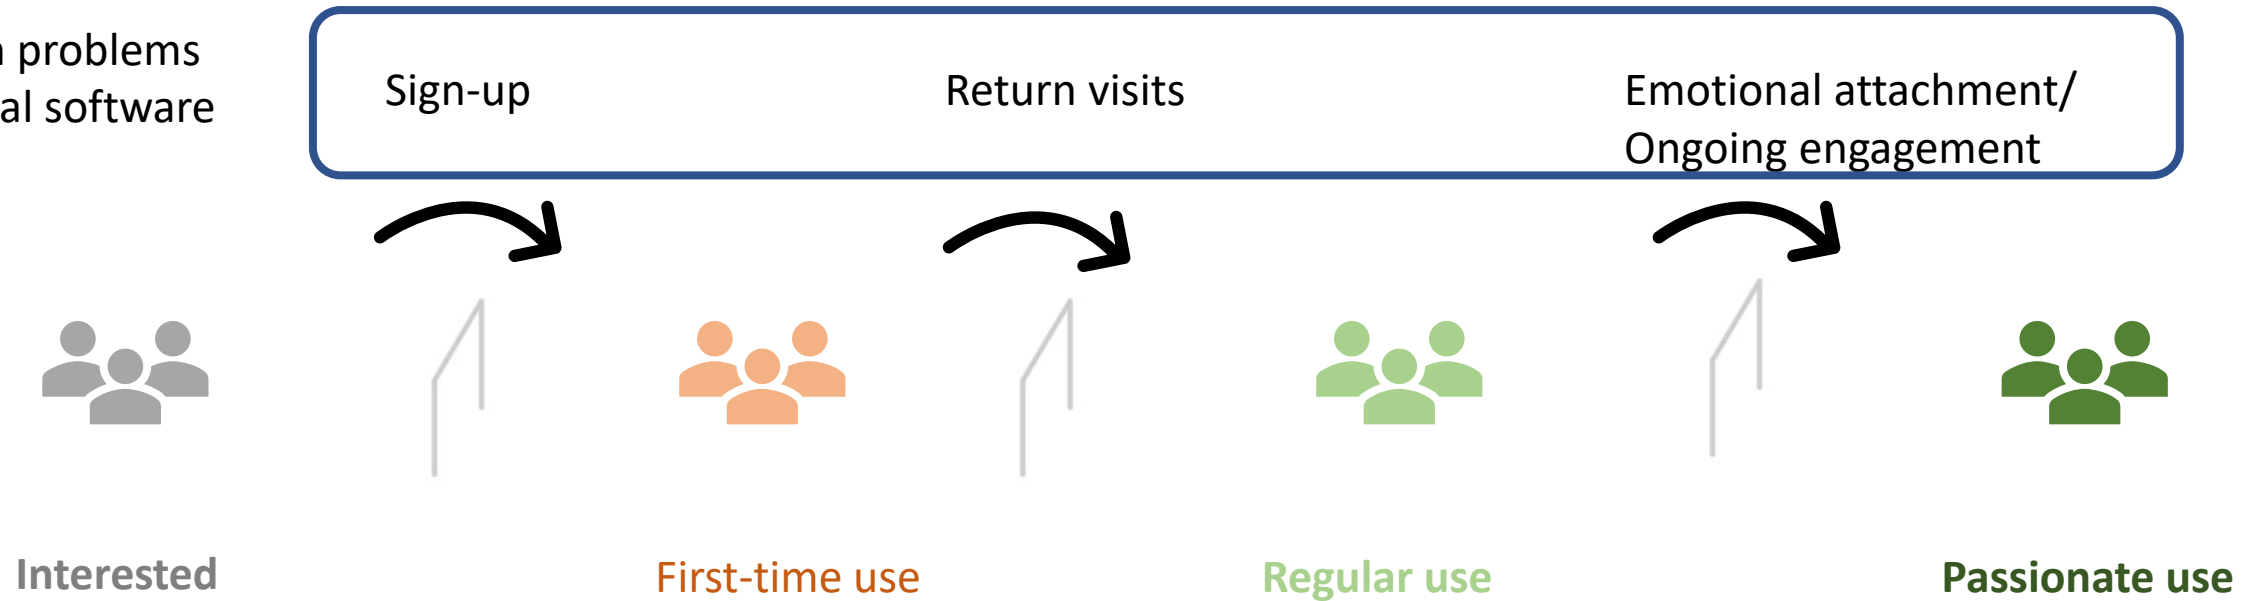 problems
al software
Sign-up
Return visits
Emotional attachment/
Ongoing engagement
Interested
First-time use
Regular use
Passionate use